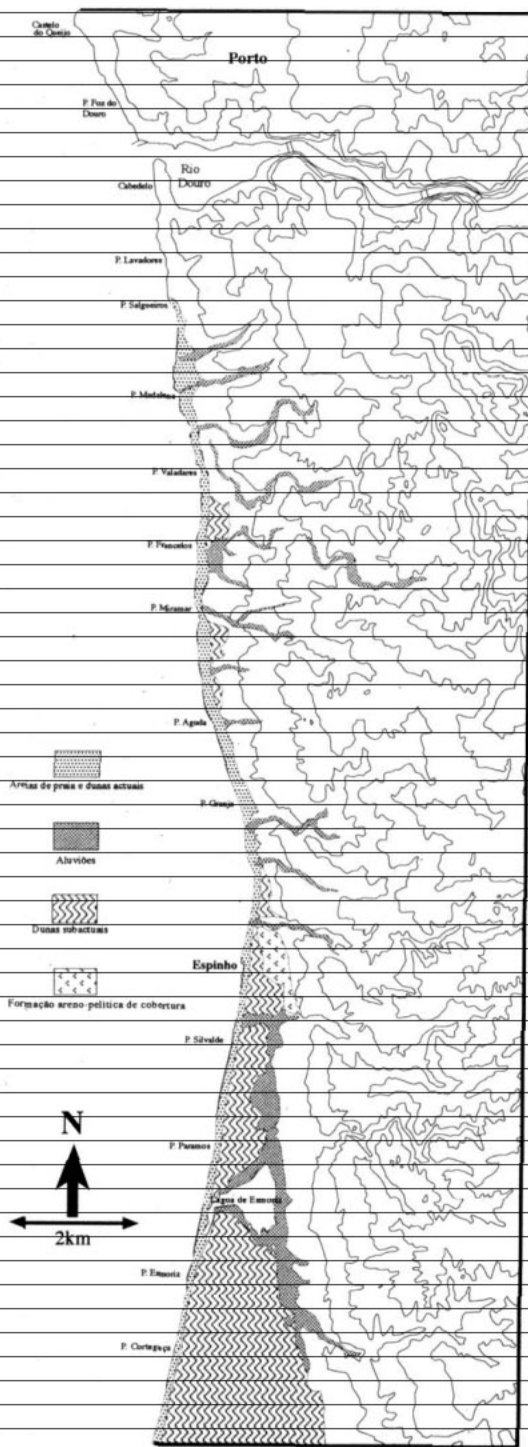 Castelo
do Queijo
Porto
P. Foz do
Douro
Rio
Douro
Cabedelo
P. Lavadores
P. Salgueiros
P. Madalena
P. Valadares
P. Francelos
P. Miramar
P. Aguda
Areias de praia e dunas actuais
P. Granja
Aluviões
Dunas subactuais
Espinho
Formação areno-pelítica de cobertura
P. Silvalde
N
P. Paramos
Lagoa de Esmoriz
2km
P. Esmoriz
P. Cortegaça